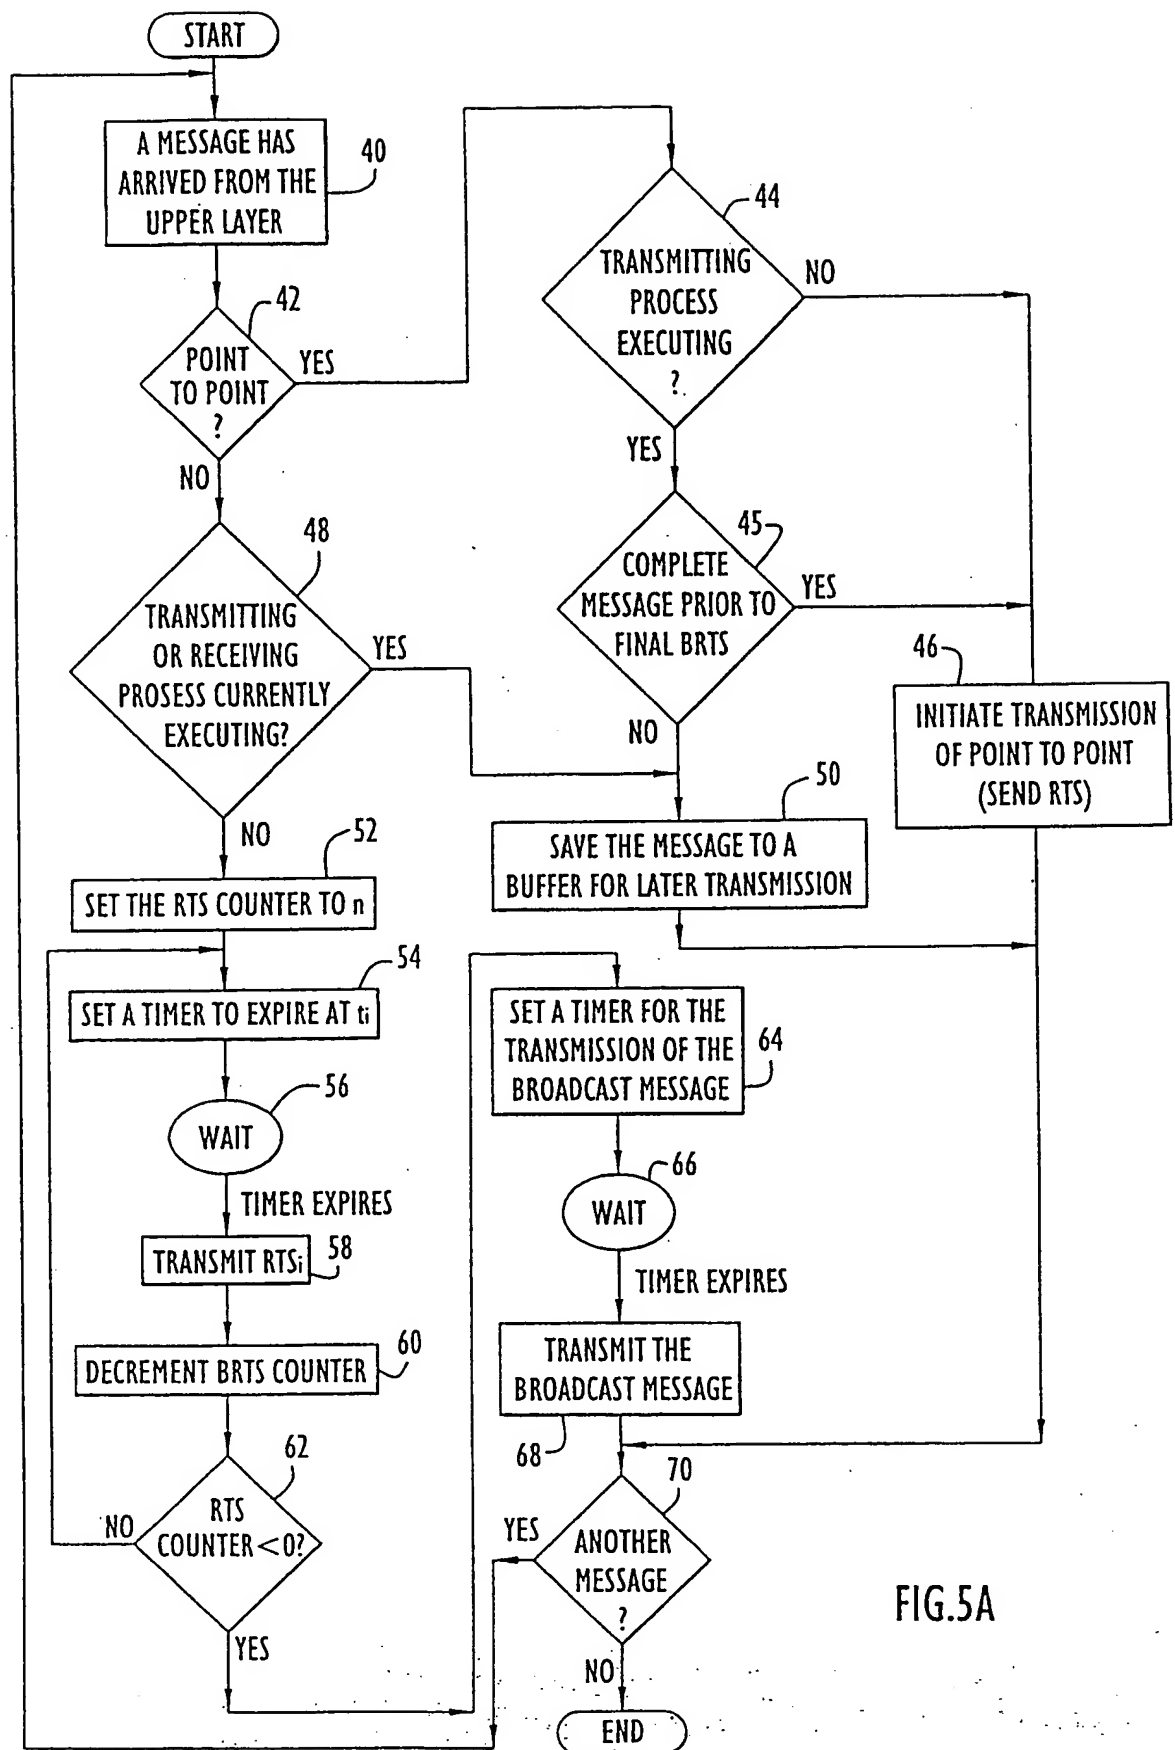 START
A MESSAGE HAS
ARRIVED FROM THE
UPPER LAYER
40
42
POINT
TO POINT
?
YES
NO
44
TRANSMITTING
PROCESS
EXECUTING
?
NO
YES
45
COMPLETE
MESSAGE PRIOR TO
FINAL BRTS
YES
NO
46
INITIATE TRANSMISSION
OF POINT TO POINT
(SEND RTS)
48
TRANSMITTING
OR RECEIVING
PROSESS CURRENTLY
EXECUTING?
YES
NO
50
SAVE THE MESSAGE TO A
BUFFER FOR LATER TRANSMISSION
52
SET THE RTS COUNTER TO n
54
SET A TIMER TO EXPIRE AT ti
56
WAIT
TIMER EXPIRES
TRANSMIT RTSi
58
60
DECREMENT BRTS COUNTER
62
RTS
COUNTER <0?
NO
YES
SET A TIMER FOR THE
TRANSMISSION OF THE
BROADCAST MESSAGE
64
66
WAIT
TIMER EXPIRES
TRANSMIT THE
BROADCAST MESSAGE
68
70
ANOTHER
MESSAGE
?
YES
NO
END
FIG.5A